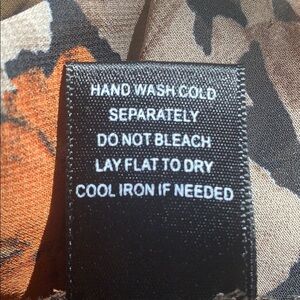 HAND WASH COLD
SEPARATELY
DO NOT BLEACH
LAY FLAT TO DRY
COOL IRON IF NEEDED